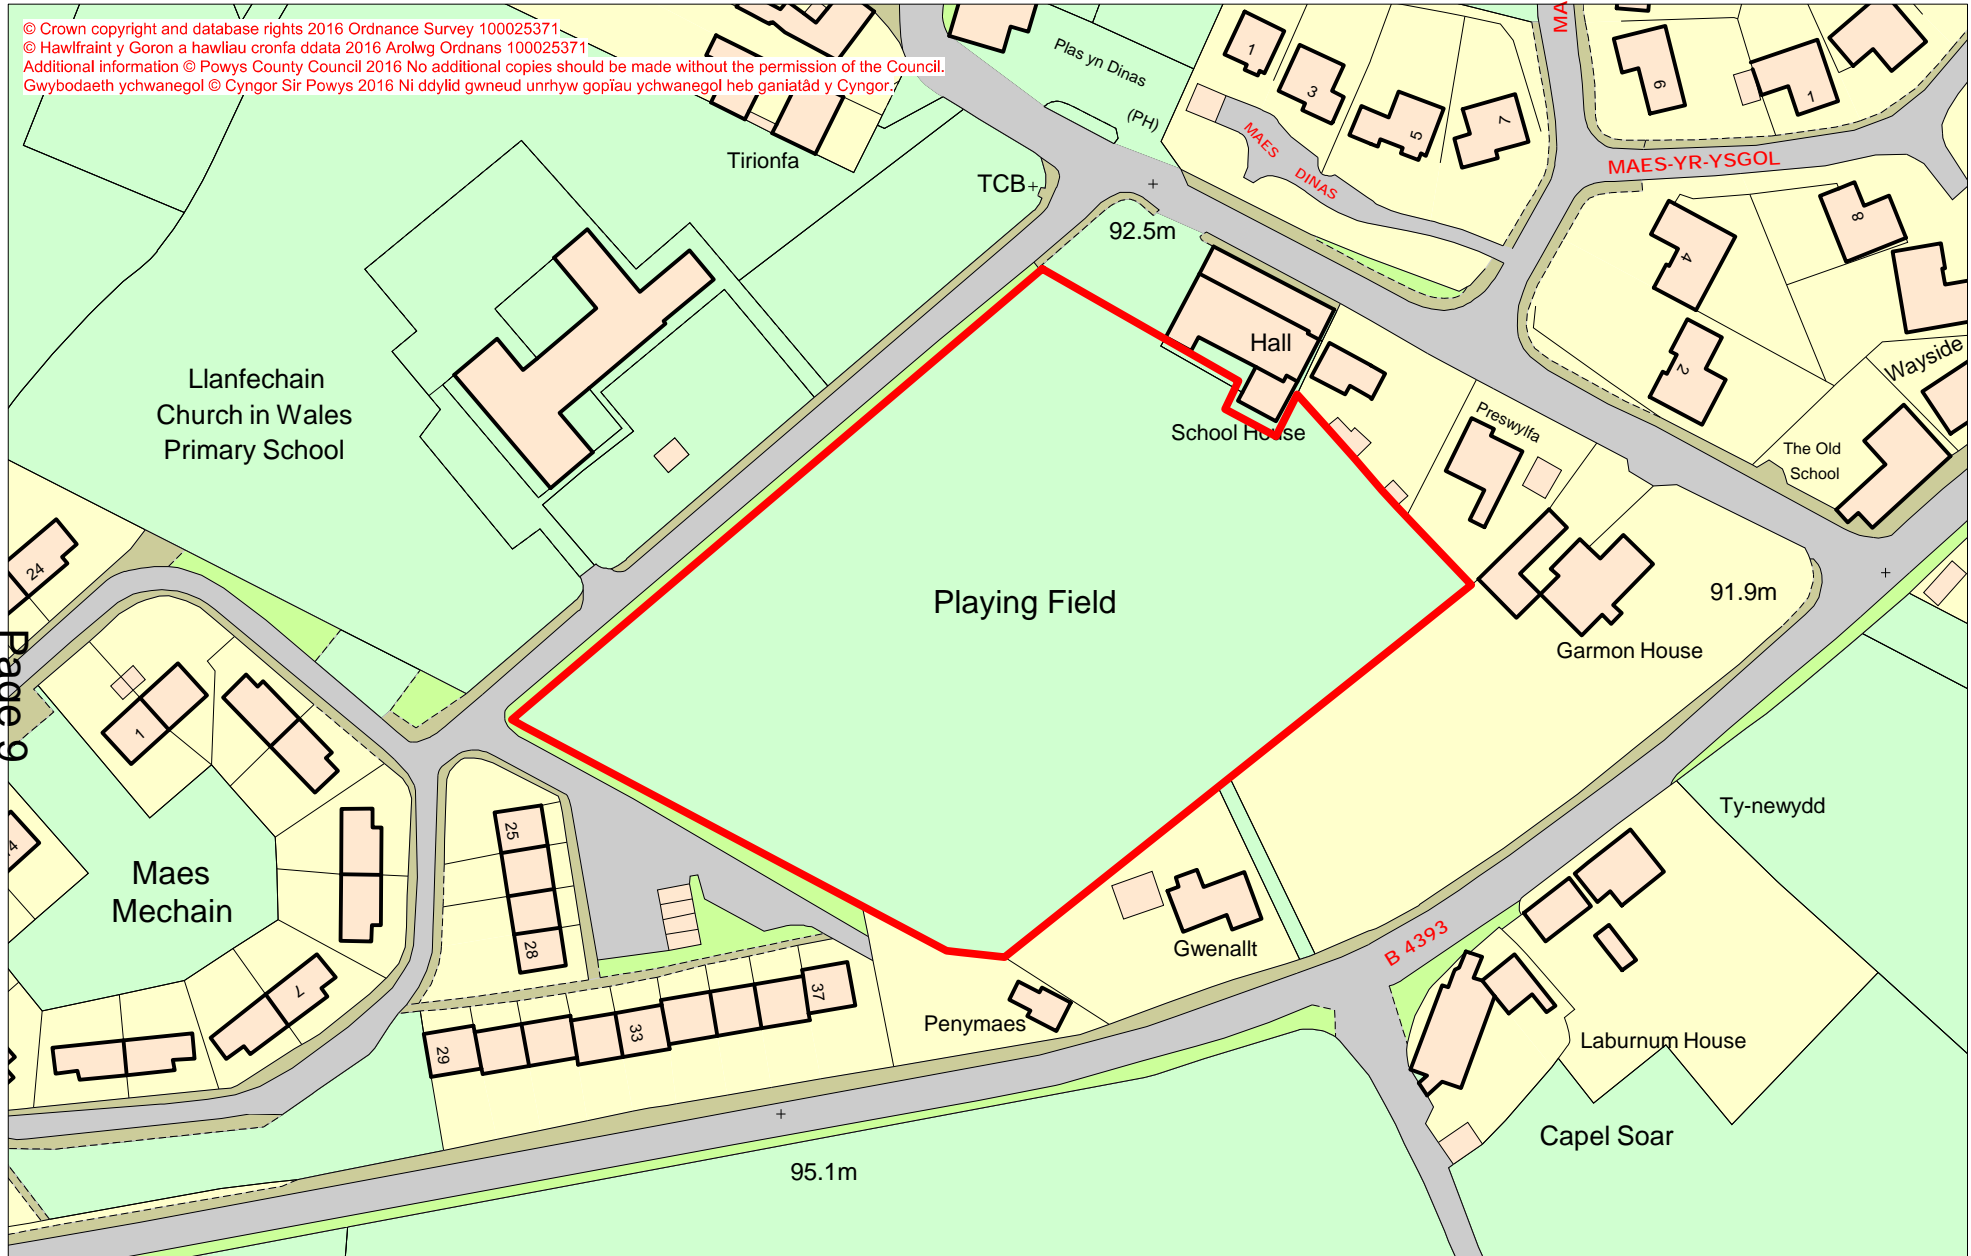 © Crown copyright and database rights 2016 Ordnance Survey 100025371
© Hawlfraint y Goron a hawliau cronfa ddata 2016 Arolwg Ordnans 100025371
Additional information © Powys County Council 2016 No additional copies should be made without the permission of the Council.
Gwybodaeth ychwanegol © Cyngor Sir Powys 2016 Ni ddylid gwneud unrhyw gopïau ychwanegol heb ganiatâd y Cyngor.
MA
Plas yn Dinas
(PH)
1
3
5
7
6
1
MAES
DINAS
MAES-YR-YSGOL
Tirionfa
TCB
92.5m
8
4
2
Hall
Wayside
Llanfechain
Church in Wales
Primary School
School House
Preswylfa
The Old
School
24
Playing Field
91.9m
Garmon House
Page 9
1
Ty-newydd
25
4
Maes
Mechain
28
Gwenallt
B 4393
7
37
33
29
Penymaes
Laburnum House
Capel Soar
95.1m